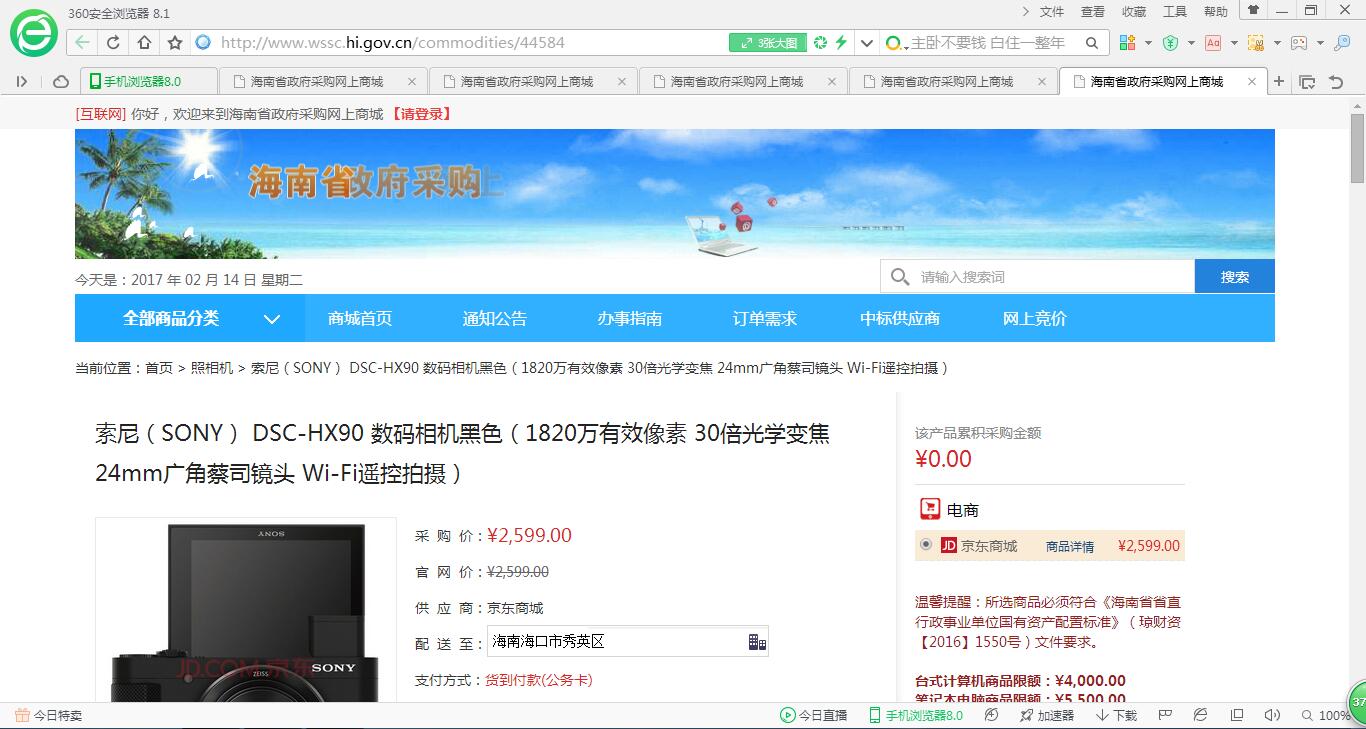 360安全浏览器 8.1
文件 查看 收藏 工具 帮助
http://www.wssc.hi.gov.cn/commodities/44584
3张大图
主卧不要钱 白住一整年
手机浏览器8.0
海南省政府采购网上商城
海南省政府采购网上商城
海南省政府采购网上商城
海南省政府采购网上商城
海南省政府采购网上商城
[互联网] 你好，欢迎来到海南省政府采购网上商城 【请登录】
海南省政府采购上
今天是：2017 年 02 月 14 日 星期二
请输入搜索词
搜索
全部商品分类 商城首页 通知公告 办事指南 订单需求 中标供应商 网上竞价
当前位置：首页 > 照相机 > 索尼（SONY） DSC-HX90 数码相机黑色（1820万有效像素 30倍光学变焦 24mm广角蔡司镜头 Wi-Fi遥控拍摄）
索尼（SONY） DSC-HX90 数码相机黑色（1820万有效像素 30倍光学变焦
24mm广角蔡司镜头 Wi-Fi遥控拍摄）
SONY
JD.COM 京东
SONY
ZEISS
采 购 价：¥2,599.00
官 网 价：¥2,599.00
供 应 商：京东商城
配 送 至：海南海口市秀英区
支付方式：货到付款(公务卡)
该产品累积采购金额
¥0.00
电商
JD 京东商城 商品详情 ¥2,599.00
温馨提醒：所选商品必须符合《海南省省直
行政事业单位国有资产配置标准》（琼财资
【2016】1550号）文件要求。
台式计算机商品限额：¥4,000.00
笔记本电脑商品限额：¥5,500.00
37
今日特卖
今日直播 手机浏览器8.0 加速器 下载 100%